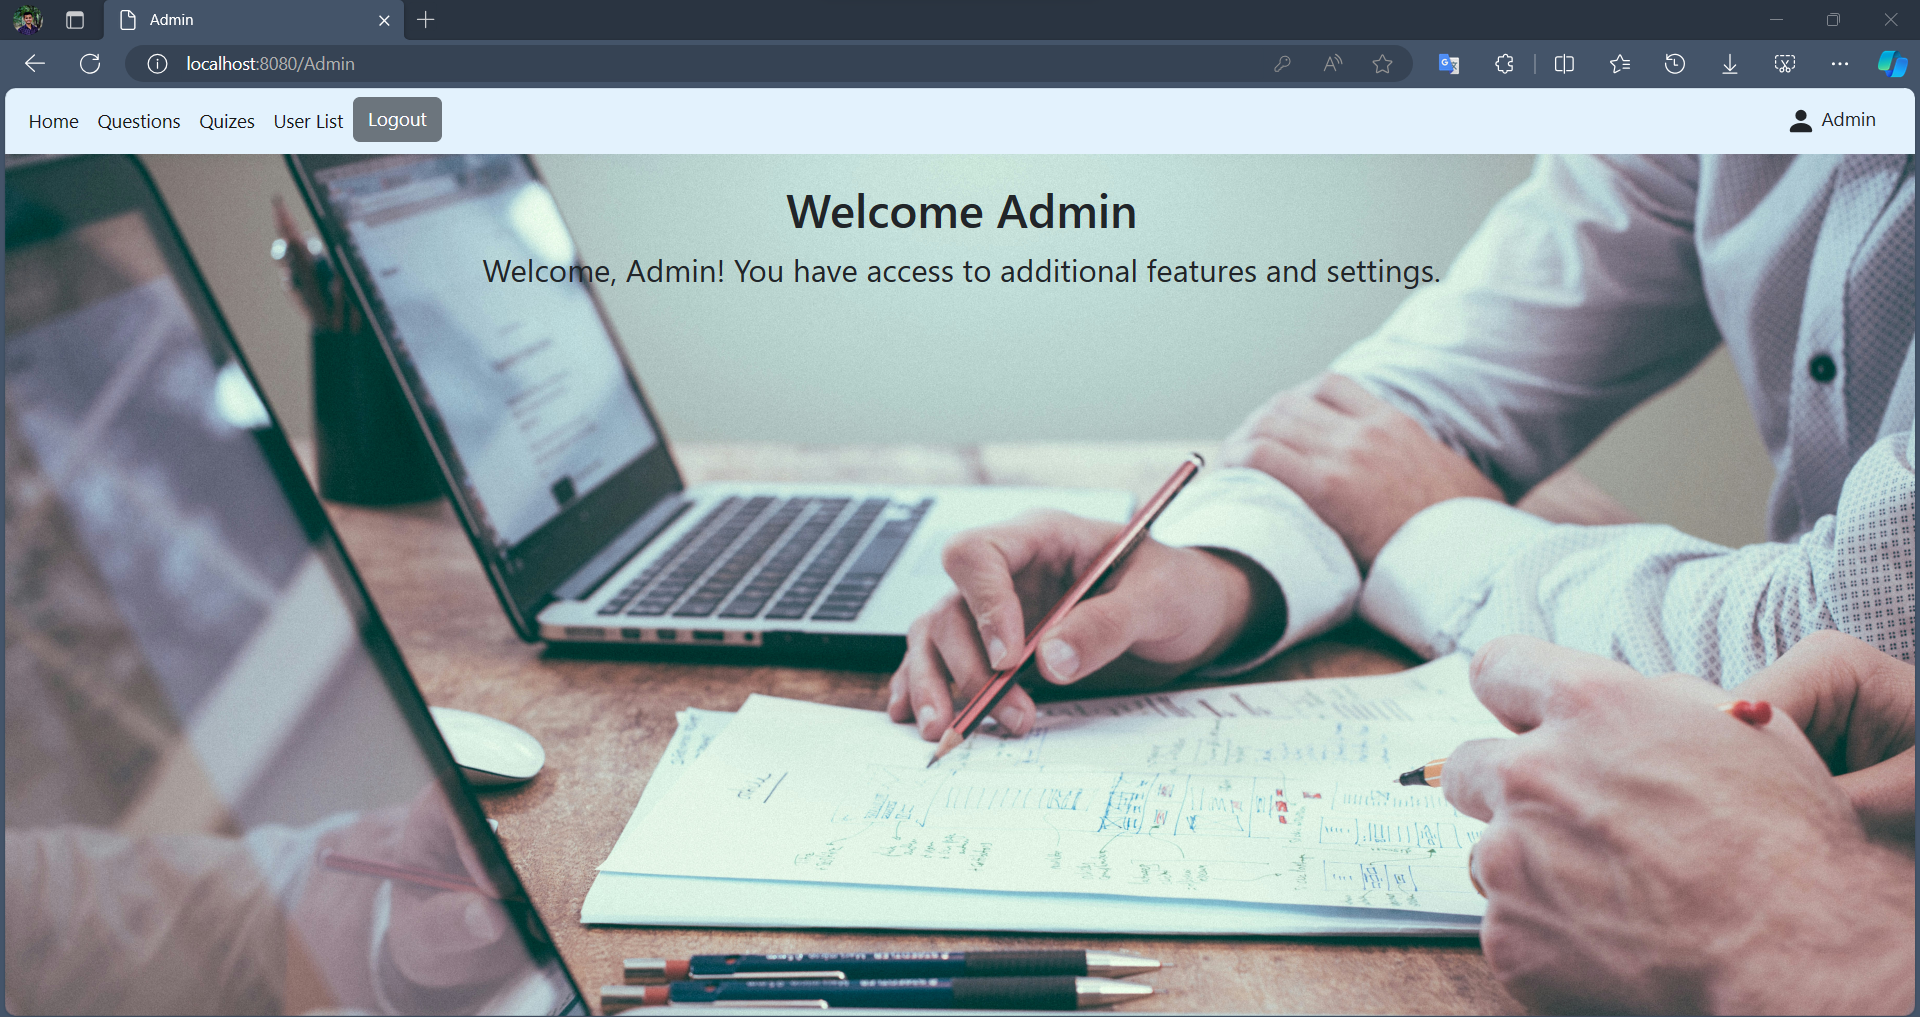 Admin
localhost:8080/Admin
Home Questions Quizes User List Logout Admin
Welcome Admin
Welcome, Admin! You have access to additional features and settings.